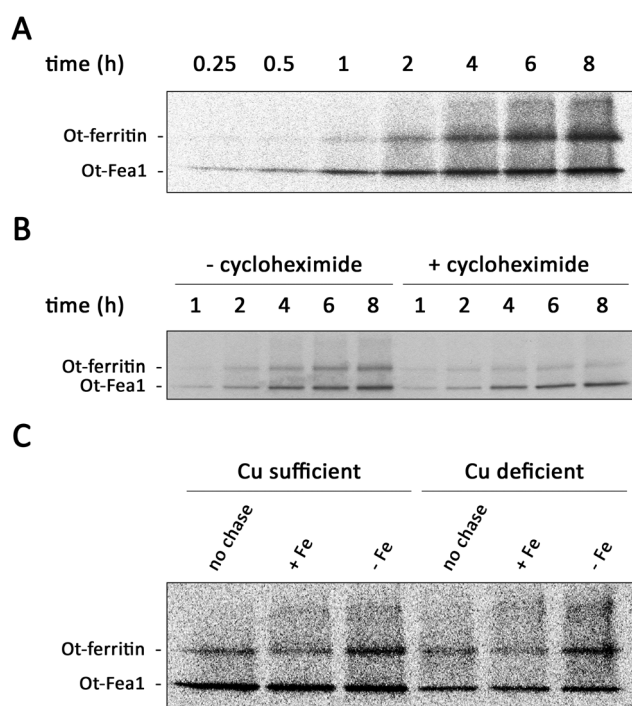 A
time (h) 0.25 0.5 1 2 4 6 8
Ot-ferritin -
Ot-Fea1 -
B
- cycloheximide + cycloheximide
time (h) 1 2 4 6 8 1 2 4 6 8
Ot-ferritin -
Ot-Fea1 -
C
Cu sufficient Cu deficient
no chase + Fe - Fe no chase + Fe - Fe
Ot-ferritin -
Ot-Fea1 -